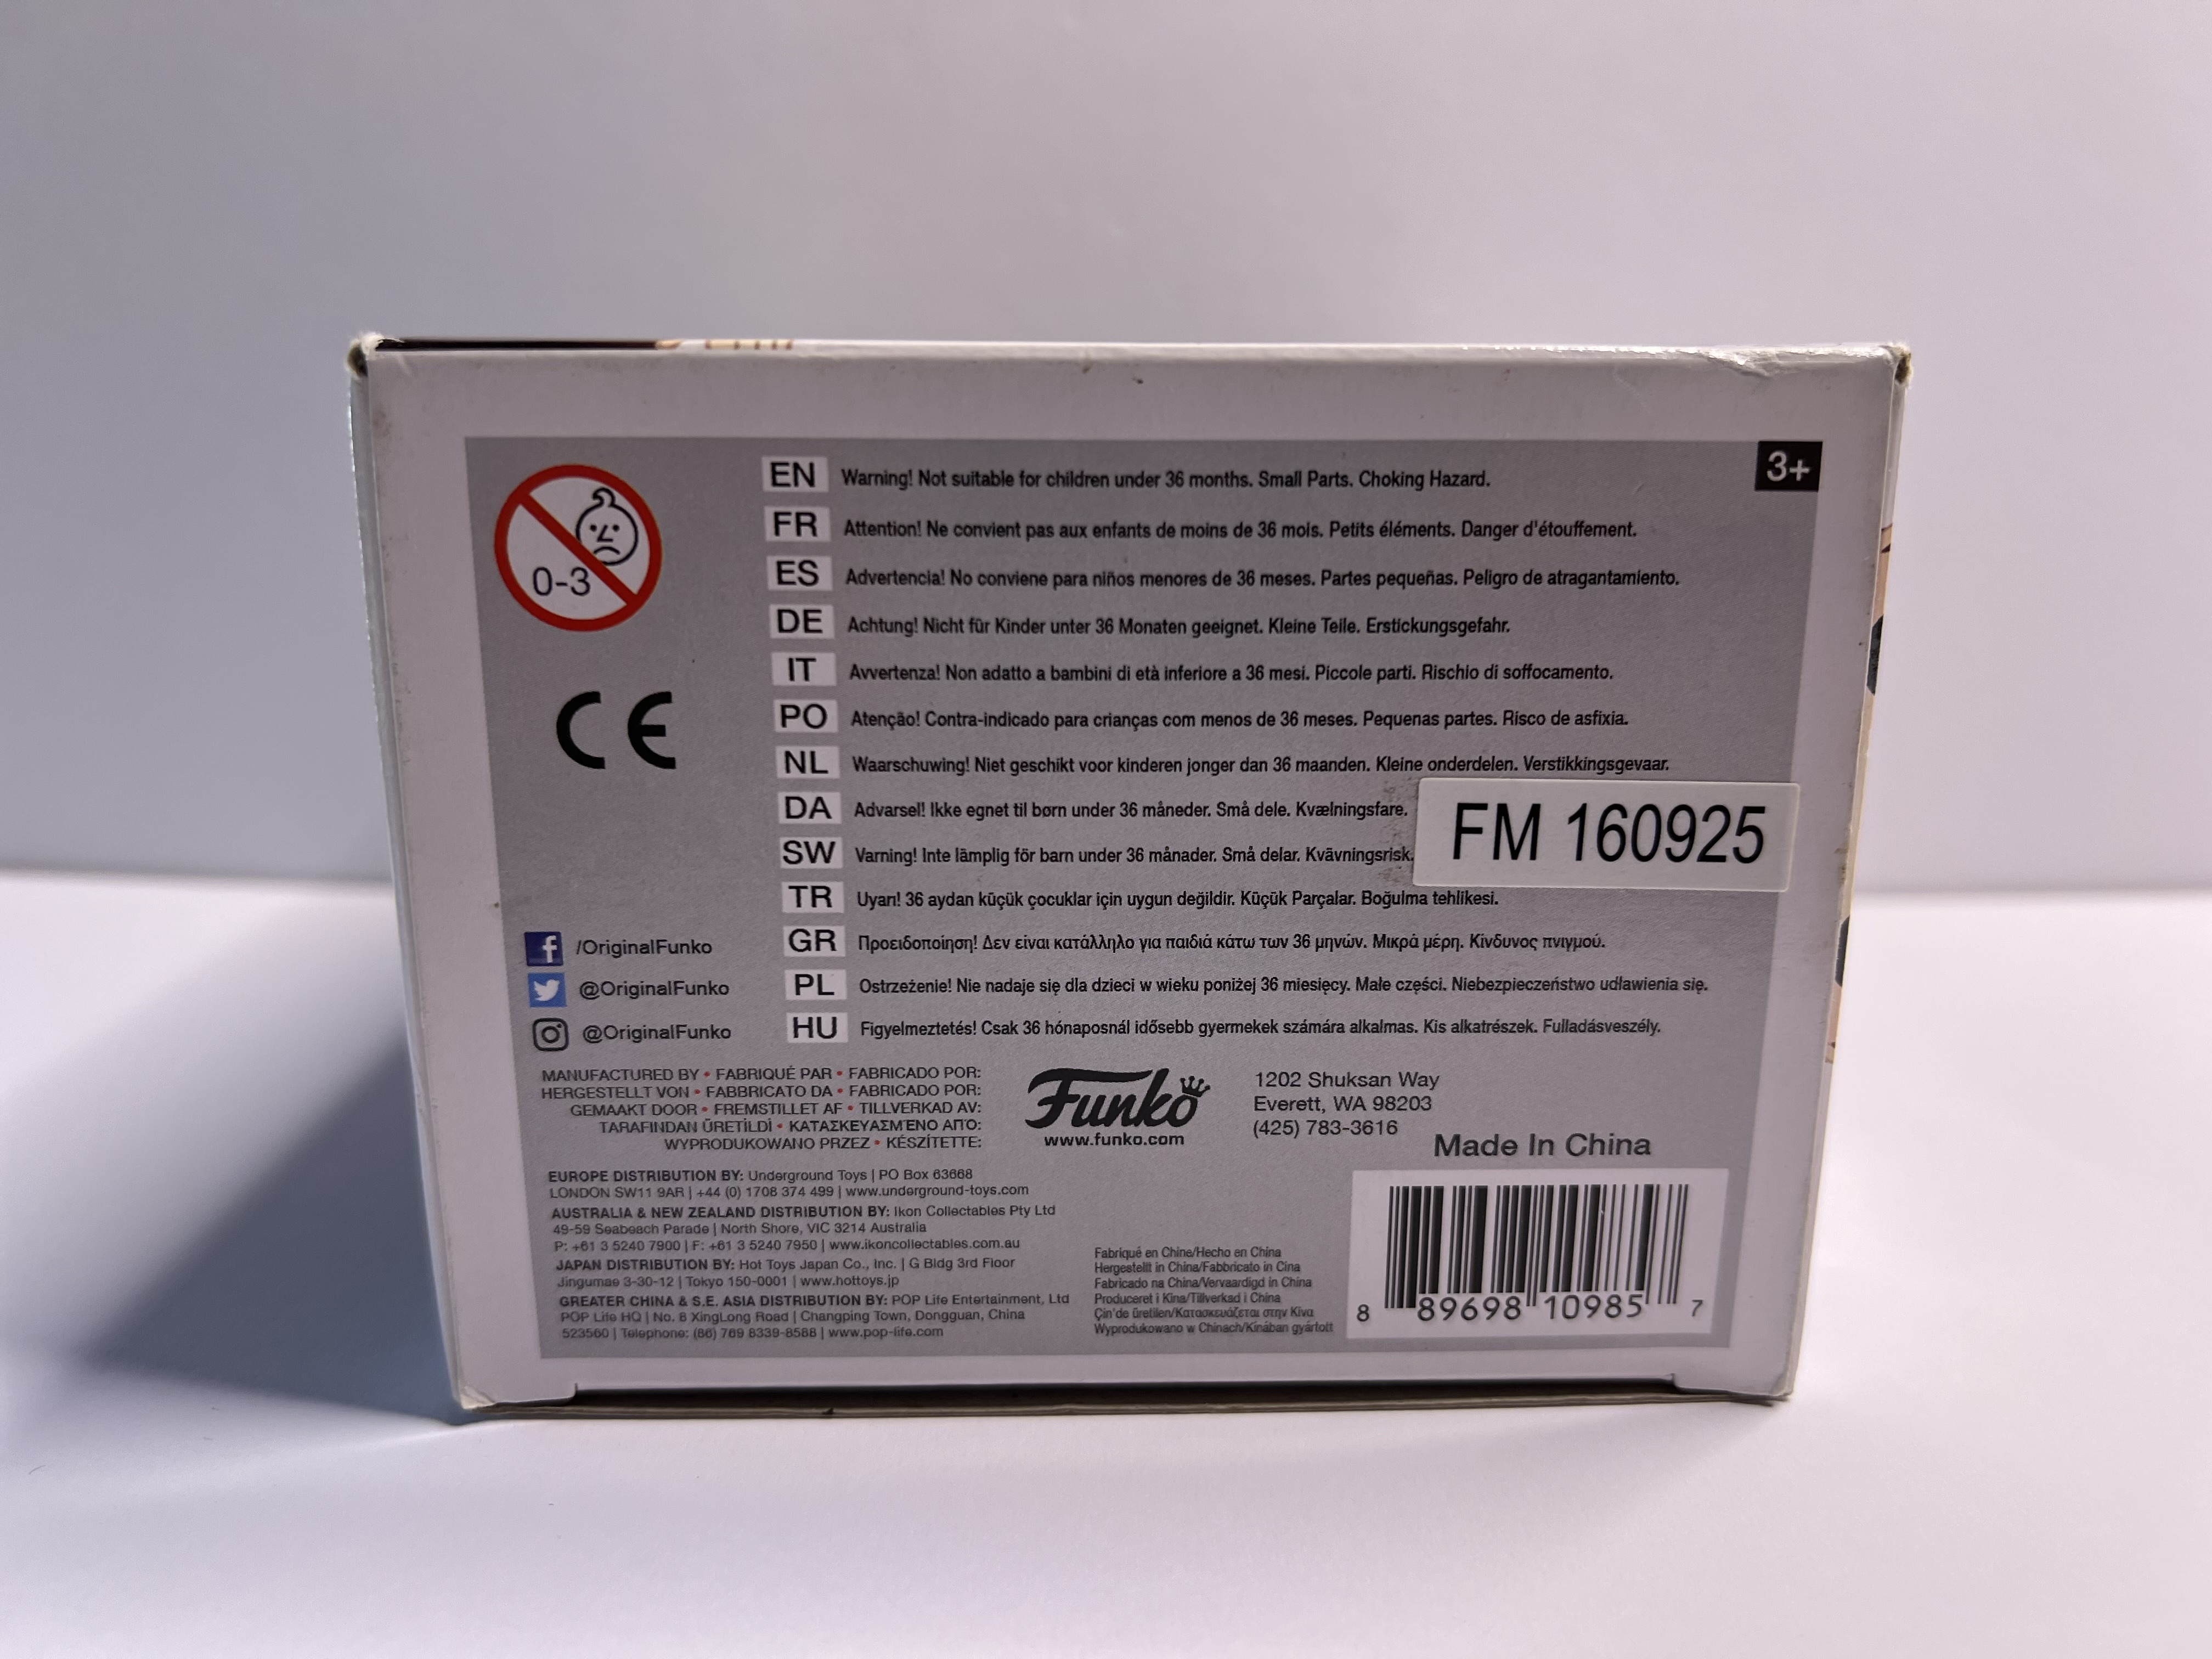 3+
0-3
EN Warning! Not suitable for children under 36 months. Small Parts. Choking Hazard.
FR Attention! Ne convient pas aux enfants de moins de 36 mois. Petits éléments. Danger d'étouffement.
ES Advertencia! No conviene para niños menores de 36 meses. Partes pequeñas. Peligro de atragantamiento.
DE Achtung! Nicht für Kinder unter 36 Monaten geeignet. Kleine Teile. Erstickungsgefahr.
IT Avvertenza! Non adatto a bambini di età inferiore a 36 mesi. Piccole parti. Rischio di soffocamento.
PO Atenção! Contra-indicado para crianças com menos de 36 meses. Pequenas partes. Risco de asfixia.
NL Waarschuwing! Niet geschikt voor kinderen jonger dan 36 maanden. Kleine onderdelen. Verstikkingsgevaar.
DA Advarsel! Ikke egnet til børn under 36 måneder. Små dele. Kvælningsfare.
SW Varning! Inte lämplig för barn under 36 månader. Små delar. Kvävningsrisk.
TR Uyarı! 36 aydan küçük çocuklar için uygun değildir. Küçük Parçalar. Boğulma tehlikesi.
GR Προειδοποίηση! Δεν είναι κατάλληλο για παιδιά κάτω των 36 μηνών. Μικρά μέρη. Κίνδυνος πνιγμού.
PL Ostrzeżenie! Nie nadaje się dla dzieci w wieku poniżej 36 miesięcy. Małe części. Niebezpieczeństwo udławienia się.
HU Figyelmeztetés! Csak 36 hónaposnál idősebb gyermekek számára alkalmas. Kis alkatrészek. Fulladásveszély.
FM 160925
CE
/OriginalFunko
@OriginalFunko
@OriginalFunko
MANUFACTURED BY • FABRIQUÉ PAR • FABRICADO POR:
HERGESTELLT VON • FABBRICATO DA • FABRICADO POR:
GEMAAKT DOOR • FREMSTILLET AF • TILLVERKAD AV:
TARAFINDAN ÜRETİLDİ • ΚΑΤΑΣΚΕΥΑΣΜΈΝΟ ΑΠΌ:
WYPRODUKOWANO PRZEZ • KÉSZÍTETTE:
Funko
www.funko.com
1202 Shuksan Way
Everett, WA 98203
(425) 783-3616
Made In China
EUROPE DISTRIBUTION BY: Underground Toys | PO Box 63668
LONDON SW11 9AR | +44 (0) 1708 374 499 | www.underground-toys.com
AUSTRALIA & NEW ZEALAND DISTRIBUTION BY: Ikon Collectables Pty Ltd
49-59 Seabeach Parade | North Shore, VIC 3214 Australia
P: +61 3 5240 7900 | F: +61 3 5240 7950 | www.ikoncollectables.com.au
JAPAN DISTRIBUTION BY: Hot Toys Japan Co., Inc. | G Bldg 3rd Floor
Jingumae 3-30-12 | Tokyo 150-0001 | www.hottoys.jp
GREATER CHINA & S.E. ASIA DISTRIBUTION BY: POP Life Entertainment, Ltd
POP Life HQ | No. 8 XingLong Road | Changping Town, Dongguan, China
523560 | Telephone: (86) 769 8339-8588 | www.pop-life.com
Fabriqué en Chine/Hecho en China
Hergestellt in China/Fabbricato in Cina
Fabricado na China/Vervaardigd in China
Produceret i Kina/Tillverkad i China
Çin'de üretilen/Κατασκευάζεται στην Κίνα
Wyprodukowano w Chinach/Kínában gyártott
8 89698 10985 7